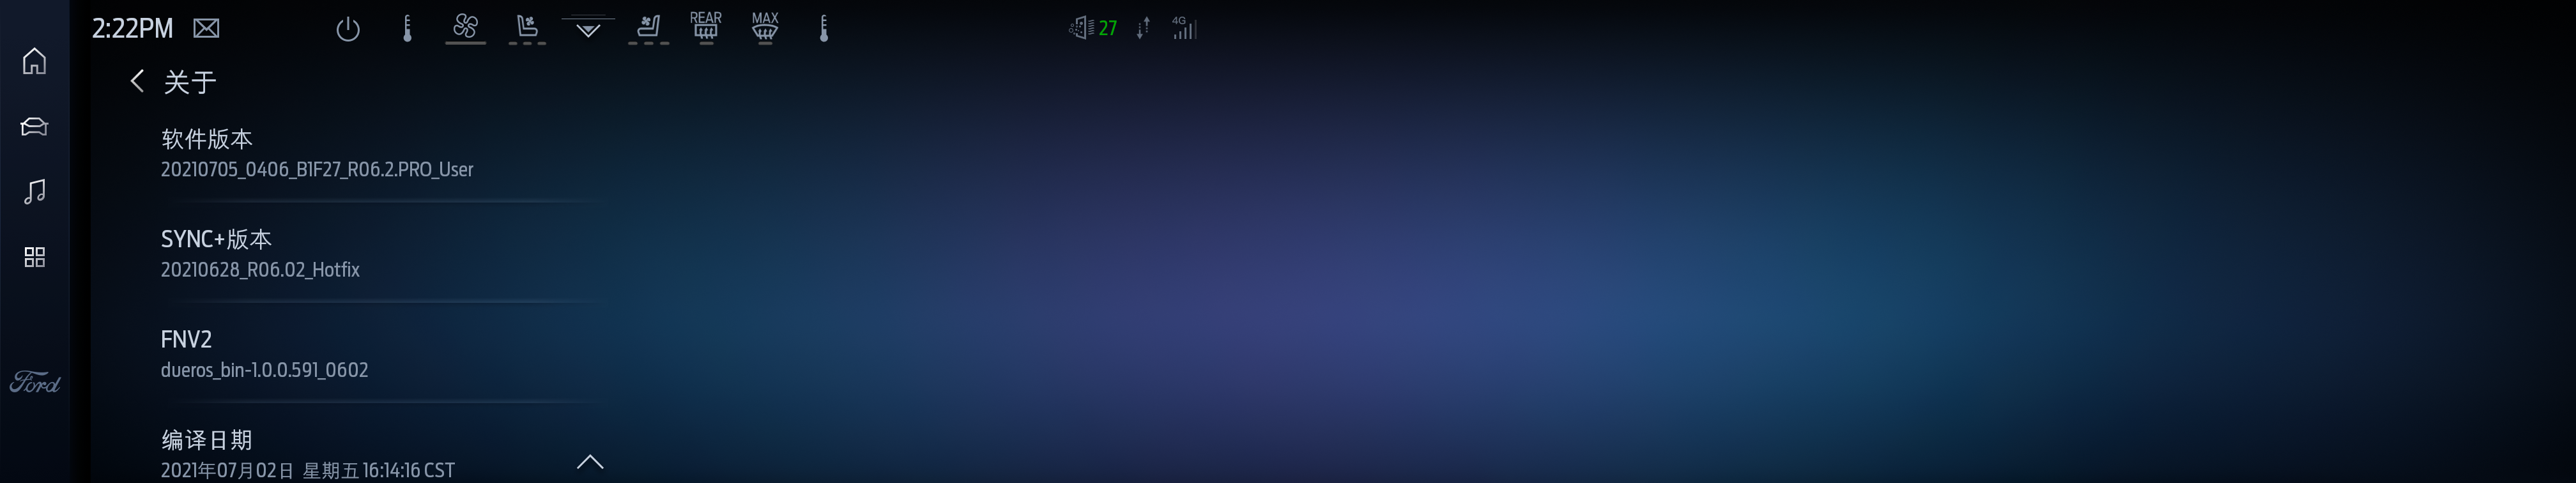 2:22PM
REAR
MAX
27
4G
关于
软件版本
20210705_0406_B1F27_R06.2.PRO_User
SYNC+版本
20210628_R06.02_Hotfix
FNV2
dueros_bin-1.0.0.591_0602
Ford
编译日期
2021年07月02日 星期五 16:14:16 CST